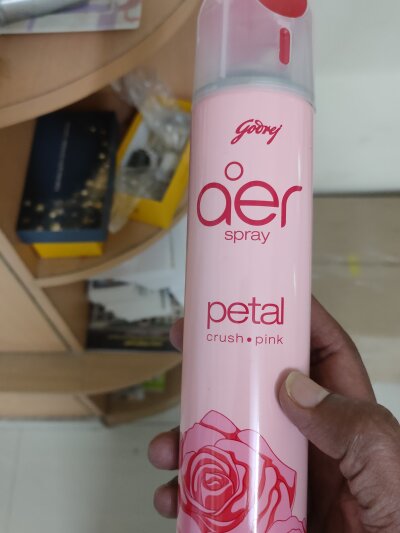 Godrej
aer
spray
petal
crush • pink